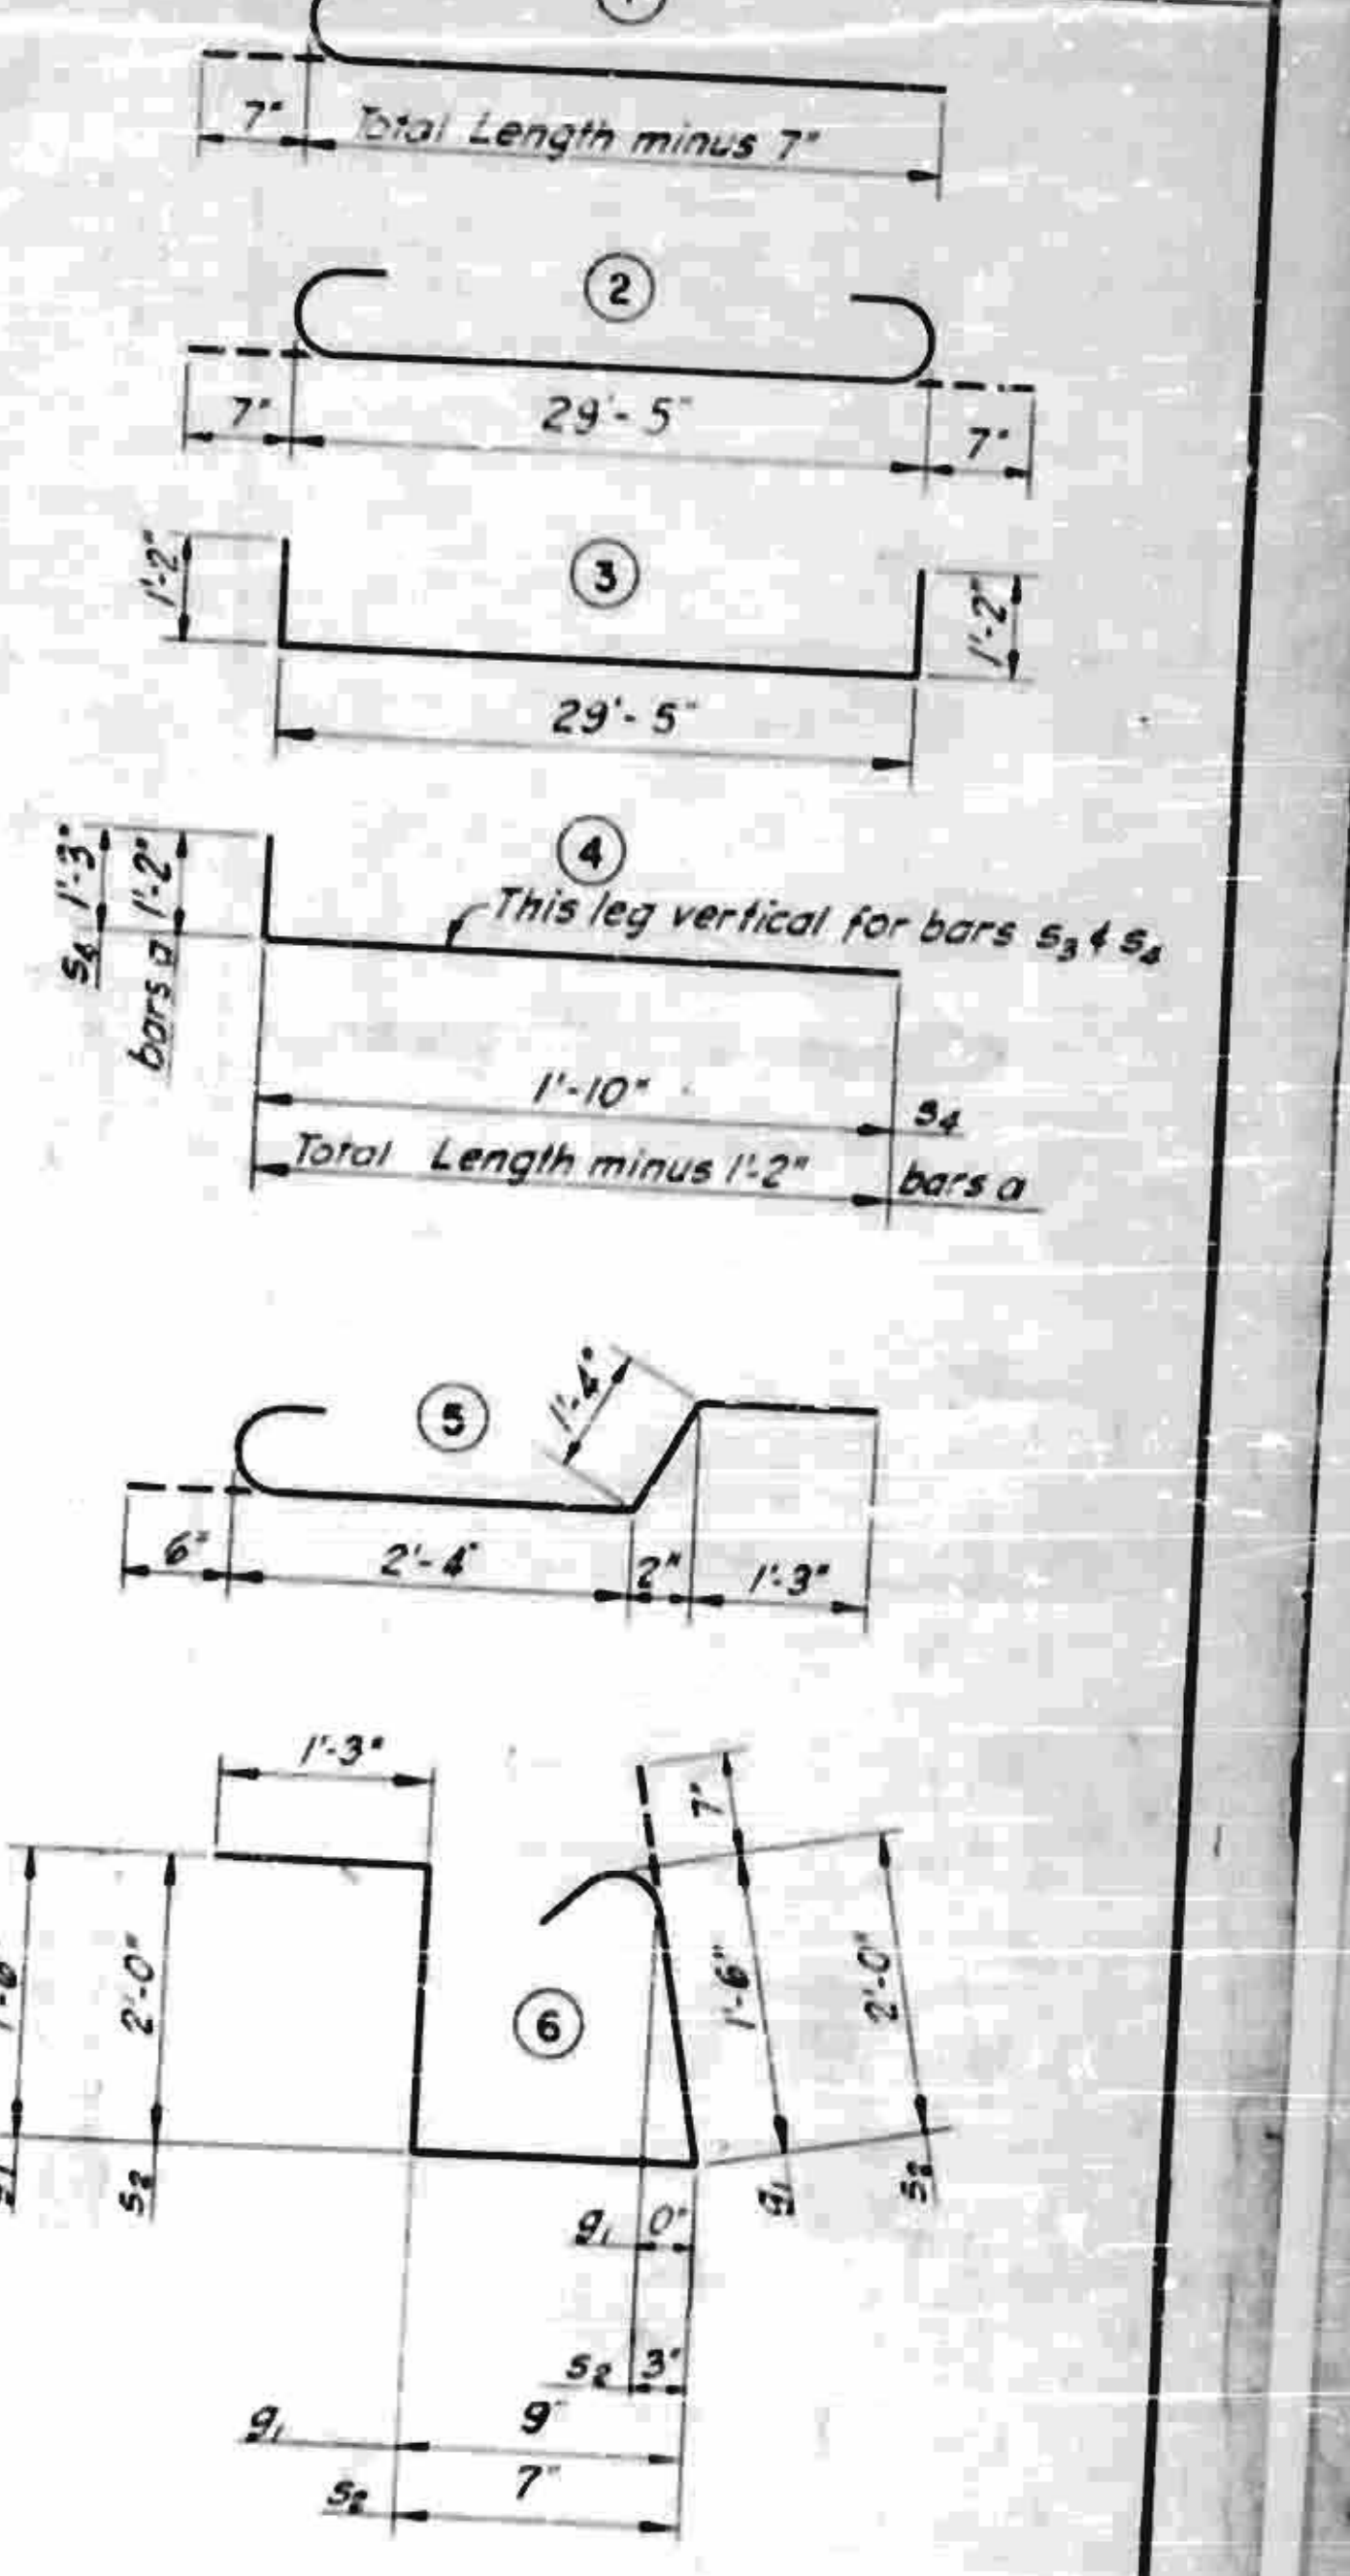 1
7"
Total Length minus 7"
2
7"
29'-5"
7"
1'-2"
3
1'-2"
29'-5"
s4 1'-3"
bars a 1'-2"
4
This leg vertical for bars s3 & s4
1'-10"
s4
Total Length minus 1'-2"
bars a
5
1'-4"
6"
2'-4"
2"
1'-3"
1'-3"
7"
2'-0"
1'-6"
2'-0"
6
s2
g1
s2
g1 0"
s2 3"
g1
9"
7"
s2